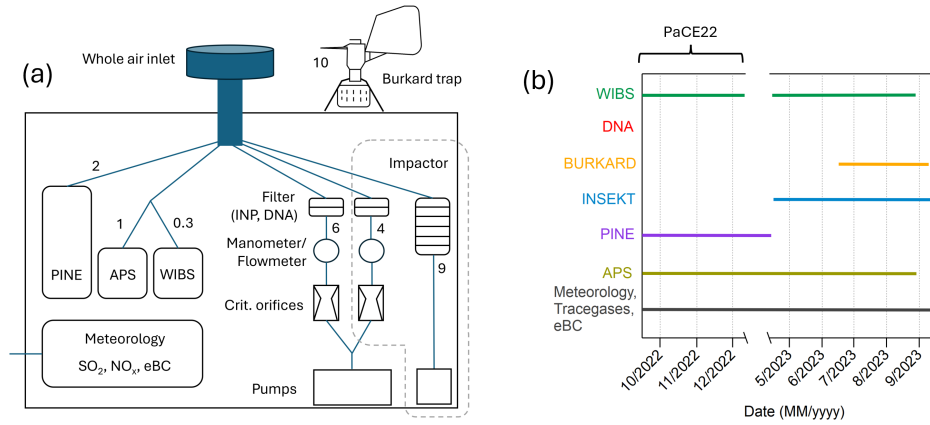 (a)
Whole air inlet
10
Burkard trap
2
Impactor
1
0.3
Filter
(INP, DNA)
6
4
Manometer/
Flowmeter
9
PINE
APS
WIBS
Crit. orifices
Meteorology
SO₂, NOₓ, eBC
Pumps
(b)
PaCE22
WIBS
DNA
BURKARD
INSEKT
PINE
APS
Meteorology,
Tracegases,
eBC
10/2022
11/2022
12/2022
5/2023
6/2023
7/2023
8/2023
9/2023
Date (MM/yyyy)